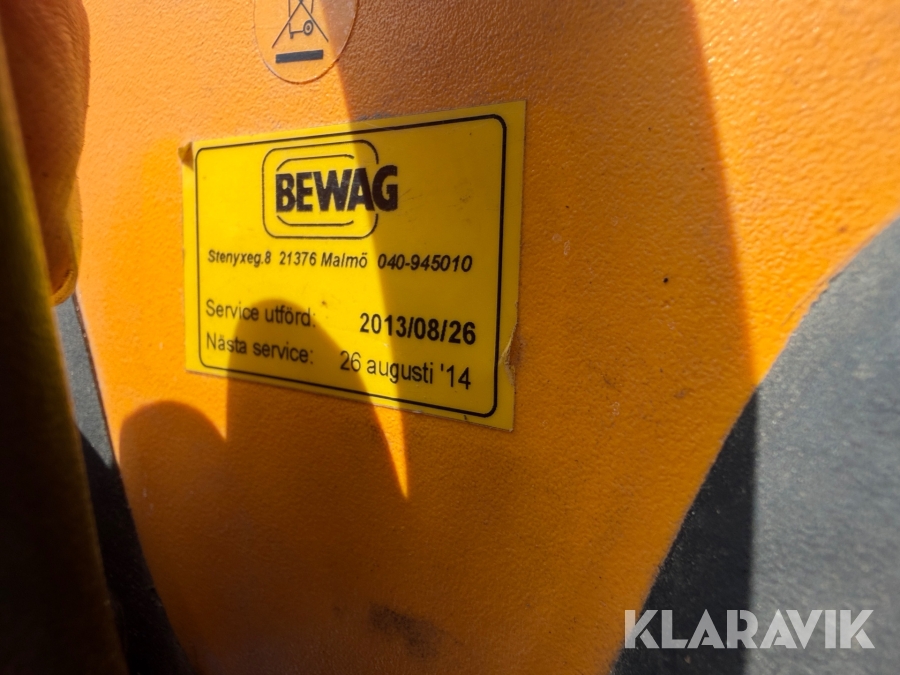 BEWAG
Stenyxeg.8 21376 Malmö 040-945010
Service utförd: 2013/08/26
Nästa service: 26 augusti '14
KLARAVIK